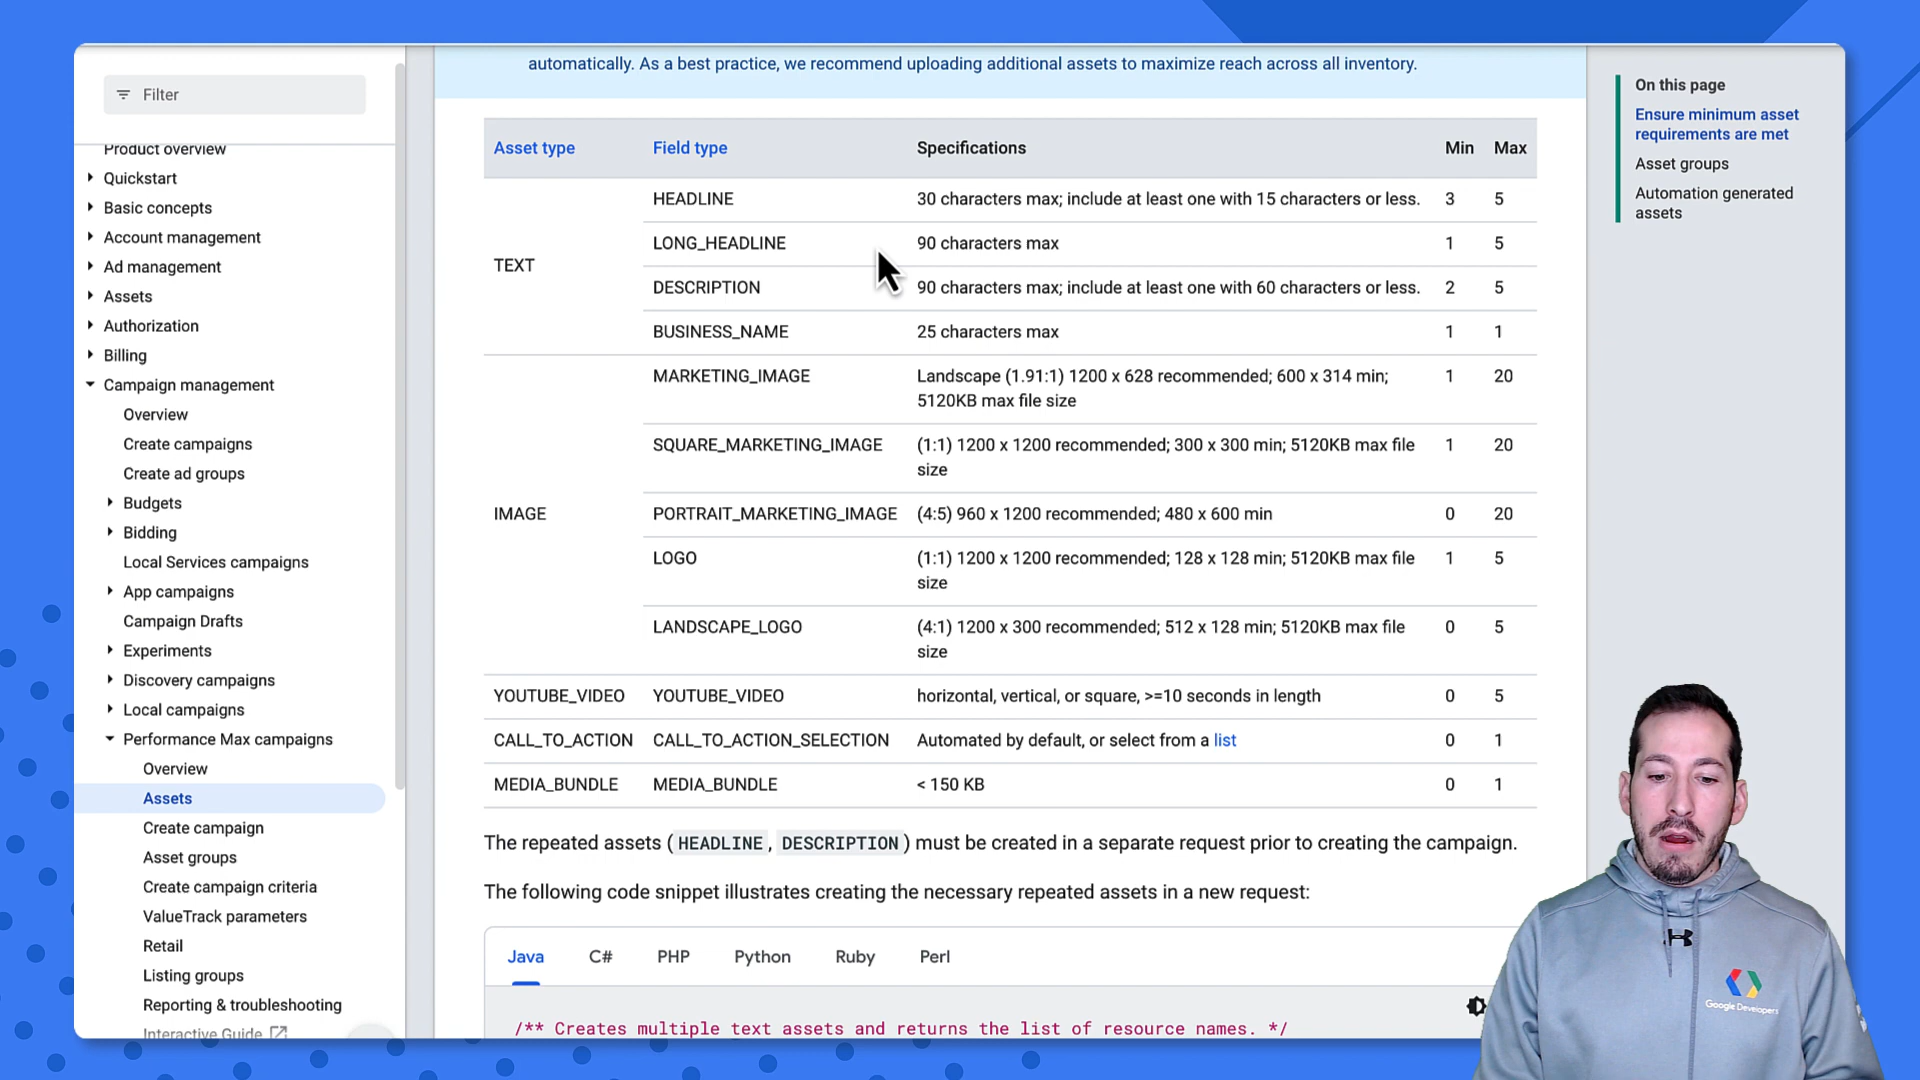 automatically. As a best practice, we recommend uploading additional assets to maximize reach across all inventory.
Filter
Product overview
Quickstart
Basic concepts
Account management
Ad management
Assets
Authorization
Billing
Campaign management
Overview
Create campaigns
Create ad groups
Budgets
Bidding
Local Services campaigns
App campaigns
Campaign Drafts
Experiments
Discovery campaigns
Local campaigns
Performance Max campaigns
Overview
Assets
Create campaign
Asset groups
Create campaign criteria
ValueTrack parameters
Retail
Listing groups
Reporting & troubleshooting
Interactive Guide
Asset type Field type Specifications Min Max
TEXT
HEADLINE 30 characters max; include at least one with 15 characters or less. 3 5
LONG_HEADLINE 90 characters max 1 5
DESCRIPTION 90 characters max; include at least one with 60 characters or less. 2 5
BUSINESS_NAME 25 characters max 1 1
IMAGE
MARKETING_IMAGE Landscape (1.91:1) 1200 x 628 recommended; 600 x 314 min; 1 20
5120KB max file size
SQUARE_MARKETING_IMAGE (1:1) 1200 x 1200 recommended; 300 x 300 min; 5120KB max file 1 20
size
PORTRAIT_MARKETING_IMAGE (4:5) 960 x 1200 recommended; 480 x 600 min 0 20
LOGO (1:1) 1200 x 1200 recommended; 128 x 128 min; 5120KB max file 1 5
size
LANDSCAPE_LOGO (4:1) 1200 x 300 recommended; 512 x 128 min; 5120KB max file 0 5
size
YOUTUBE_VIDEO YOUTUBE_VIDEO horizontal, vertical, or square, >=10 seconds in length 0 5
CALL_TO_ACTION CALL_TO_ACTION_SELECTION Automated by default, or select from a list 0 1
MEDIA_BUNDLE MEDIA_BUNDLE < 150 KB 0 1
The repeated assets ( HEADLINE, DESCRIPTION ) must be created in a separate request prior to creating the campaign.
The following code snippet illustrates creating the necessary repeated assets in a new request:
Java C# PHP Python Ruby Perl
/** Creates multiple text assets and returns the list of resource names. */
On this page
Ensure minimum asset
requirements are met
Asset groups
Automation generated
assets
Google Developers